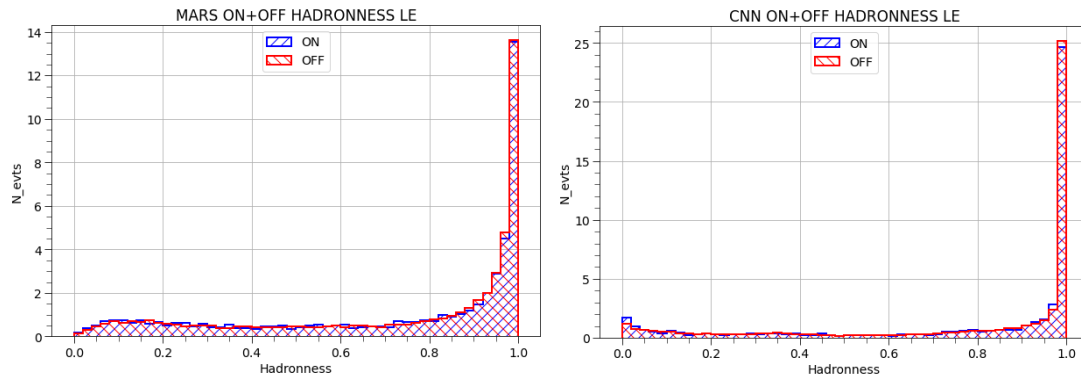 MARS ON+OFF HADRONNESS LE
ON
OFF
N_evts
14
12
10
8
6
4
2
0
0.0 0.2 0.4 0.6 0.8 1.0
Hadronness
CNN ON+OFF HADRONNESS LE
ON
OFF
N_evts
25
20
15
10
5
0
0.0 0.2 0.4 0.6 0.8 1.0
Hadronness